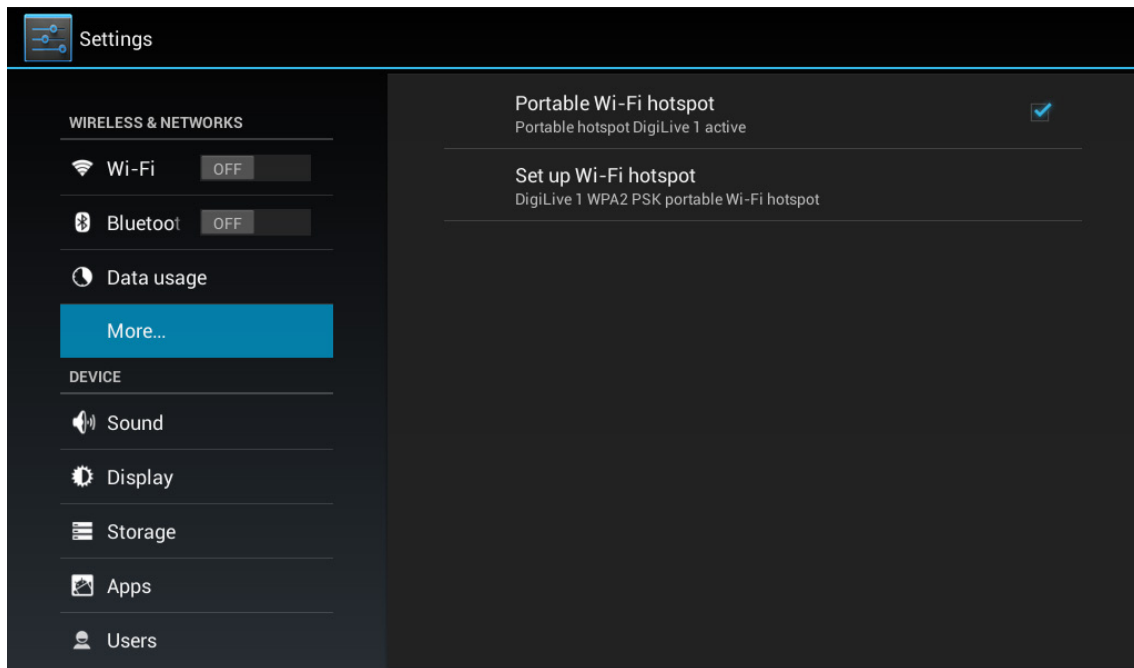 Settings
WIRELESS & NETWORKS
Wi-Fi OFF
Bluetoot OFF
Data usage
More...
DEVICE
Sound
Display
Storage
Apps
Users
Portable Wi-Fi hotspot
Portable hotspot DigiLive 1 active
Set up Wi-Fi hotspot
DigiLive 1 WPA2 PSK portable Wi-Fi hotspot